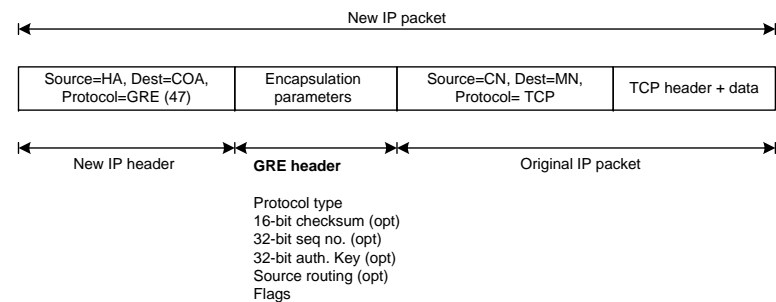 New IP packet
Source=HA, Dest=COA,
Protocol=GRE (47)
Encapsulation
parameters
Source=CN, Dest=MN,
Protocol= TCP
TCP header + data
New IP header
GRE header
Original IP packet
Protocol type
16-bit checksum (opt)
32-bit seq no. (opt)
32-bit auth. Key (opt)
Source routing (opt)
Flags